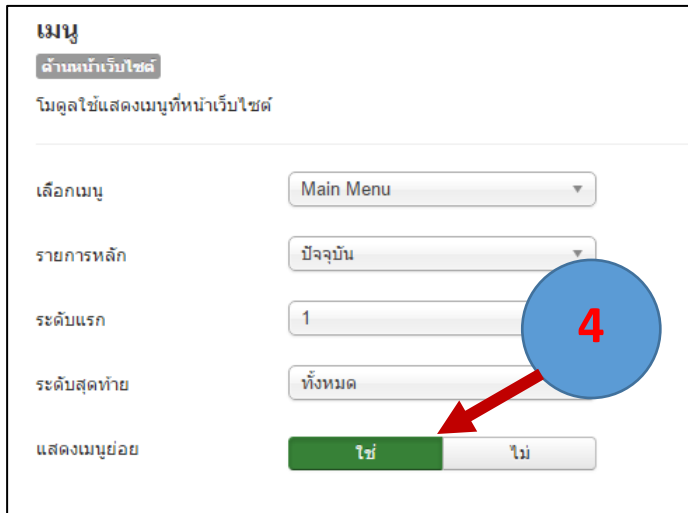 เมนู
ด้านหน้าเว็บไซต์
โมดูลใช้แสดงเมนูที่หน้าเว็บไซต์
เลือกเมนู Main Menu
รายการหลัก ปัจจุบัน
ระดับแรก 1
4
ระดับสุดท้าย ทั้งหมด
แสดงเมนูย่อย ใช่ ไม่